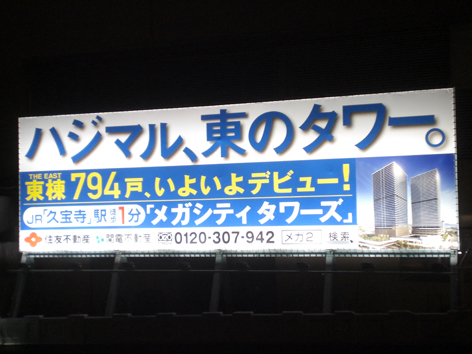 ハジマル、東のタワー。
THE EAST
東棟794戸、いよいよデビュー!
JR「久宝寺」駅直結1分「メガシティタワーズ」
住友不動産 関電不動産 0120-307-942 メガ2 検索